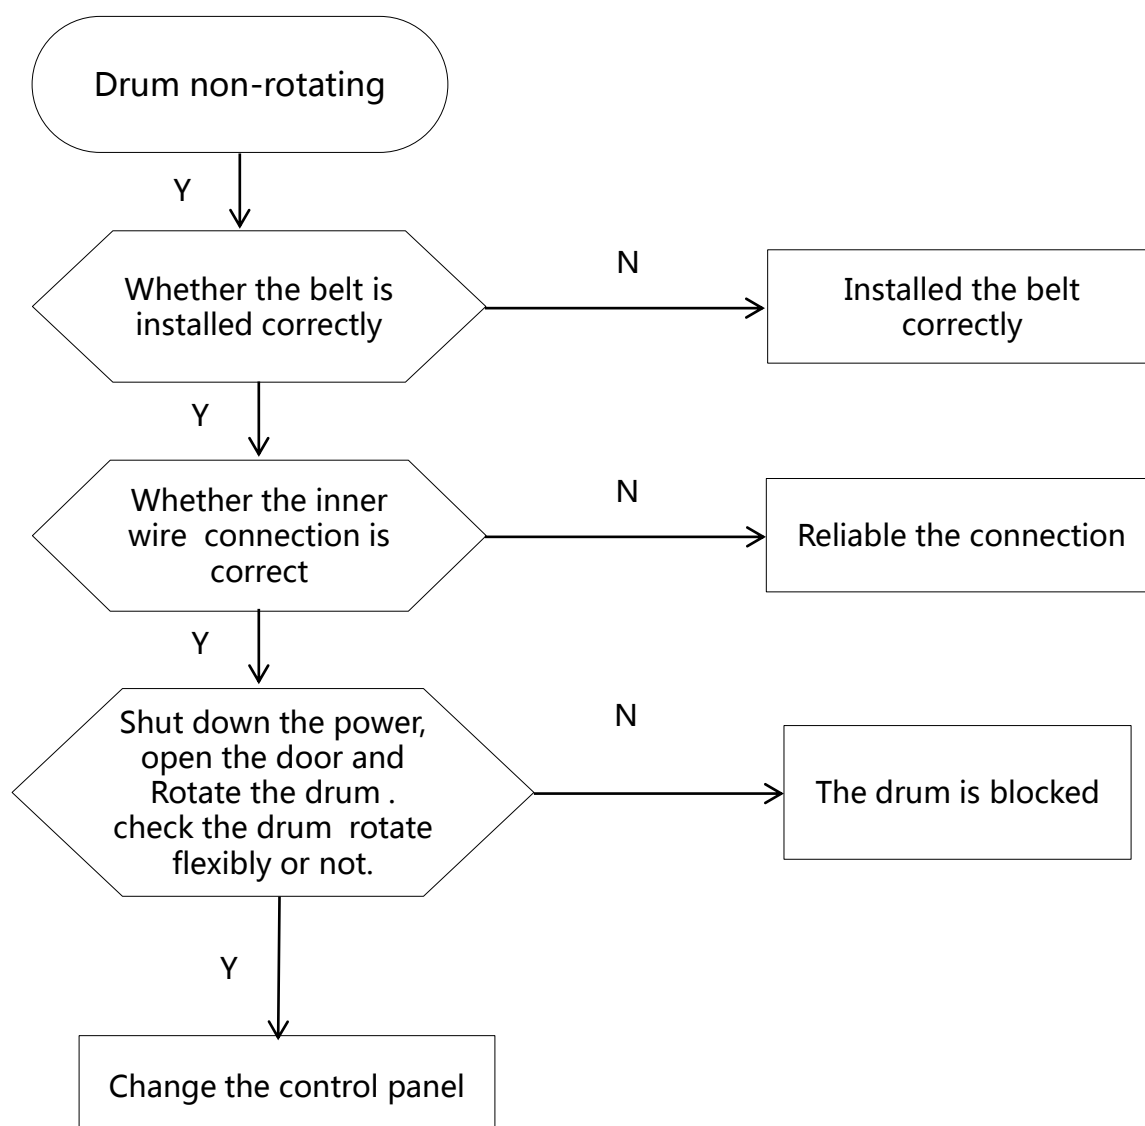 Drum non-rotating
Y
Whether the belt is
installed correctly
N
Installed the belt
correctly
Y
Whether the inner
wire  connection is
correct
N
Reliable the connection
Y
Shut down the power,
open the door and
Rotate the drum .
check the drum  rotate
flexibly or not.
N
The drum is blocked
Y
Change the control panel